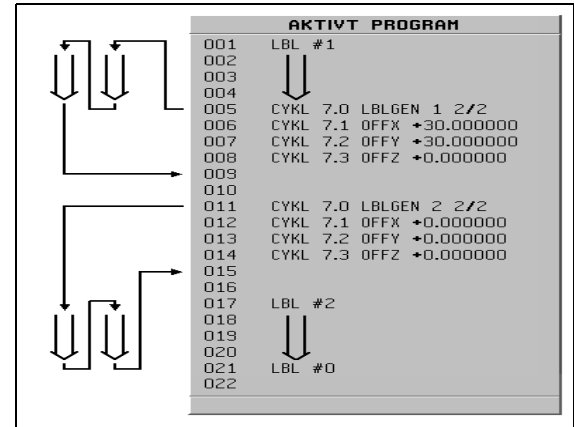 AKTIVT PROGRAM
001 LBL #1
002
003
004
005 CYKL 7.0 LBLGEN 1 2/2
006 CYKL 7.1 OFFX +30.000000
007 CYKL 7.2 OFFY +30.000000
008 CYKL 7.3 OFFZ +0.000000
009
010
011 CYKL 7.0 LBLGEN 2 2/2
012 CYKL 7.1 OFFX +0.000000
013 CYKL 7.2 OFFY +0.000000
014 CYKL 7.3 OFFZ +0.000000
015
016
017 LBL #2
018
019
020
021 LBL #0
022